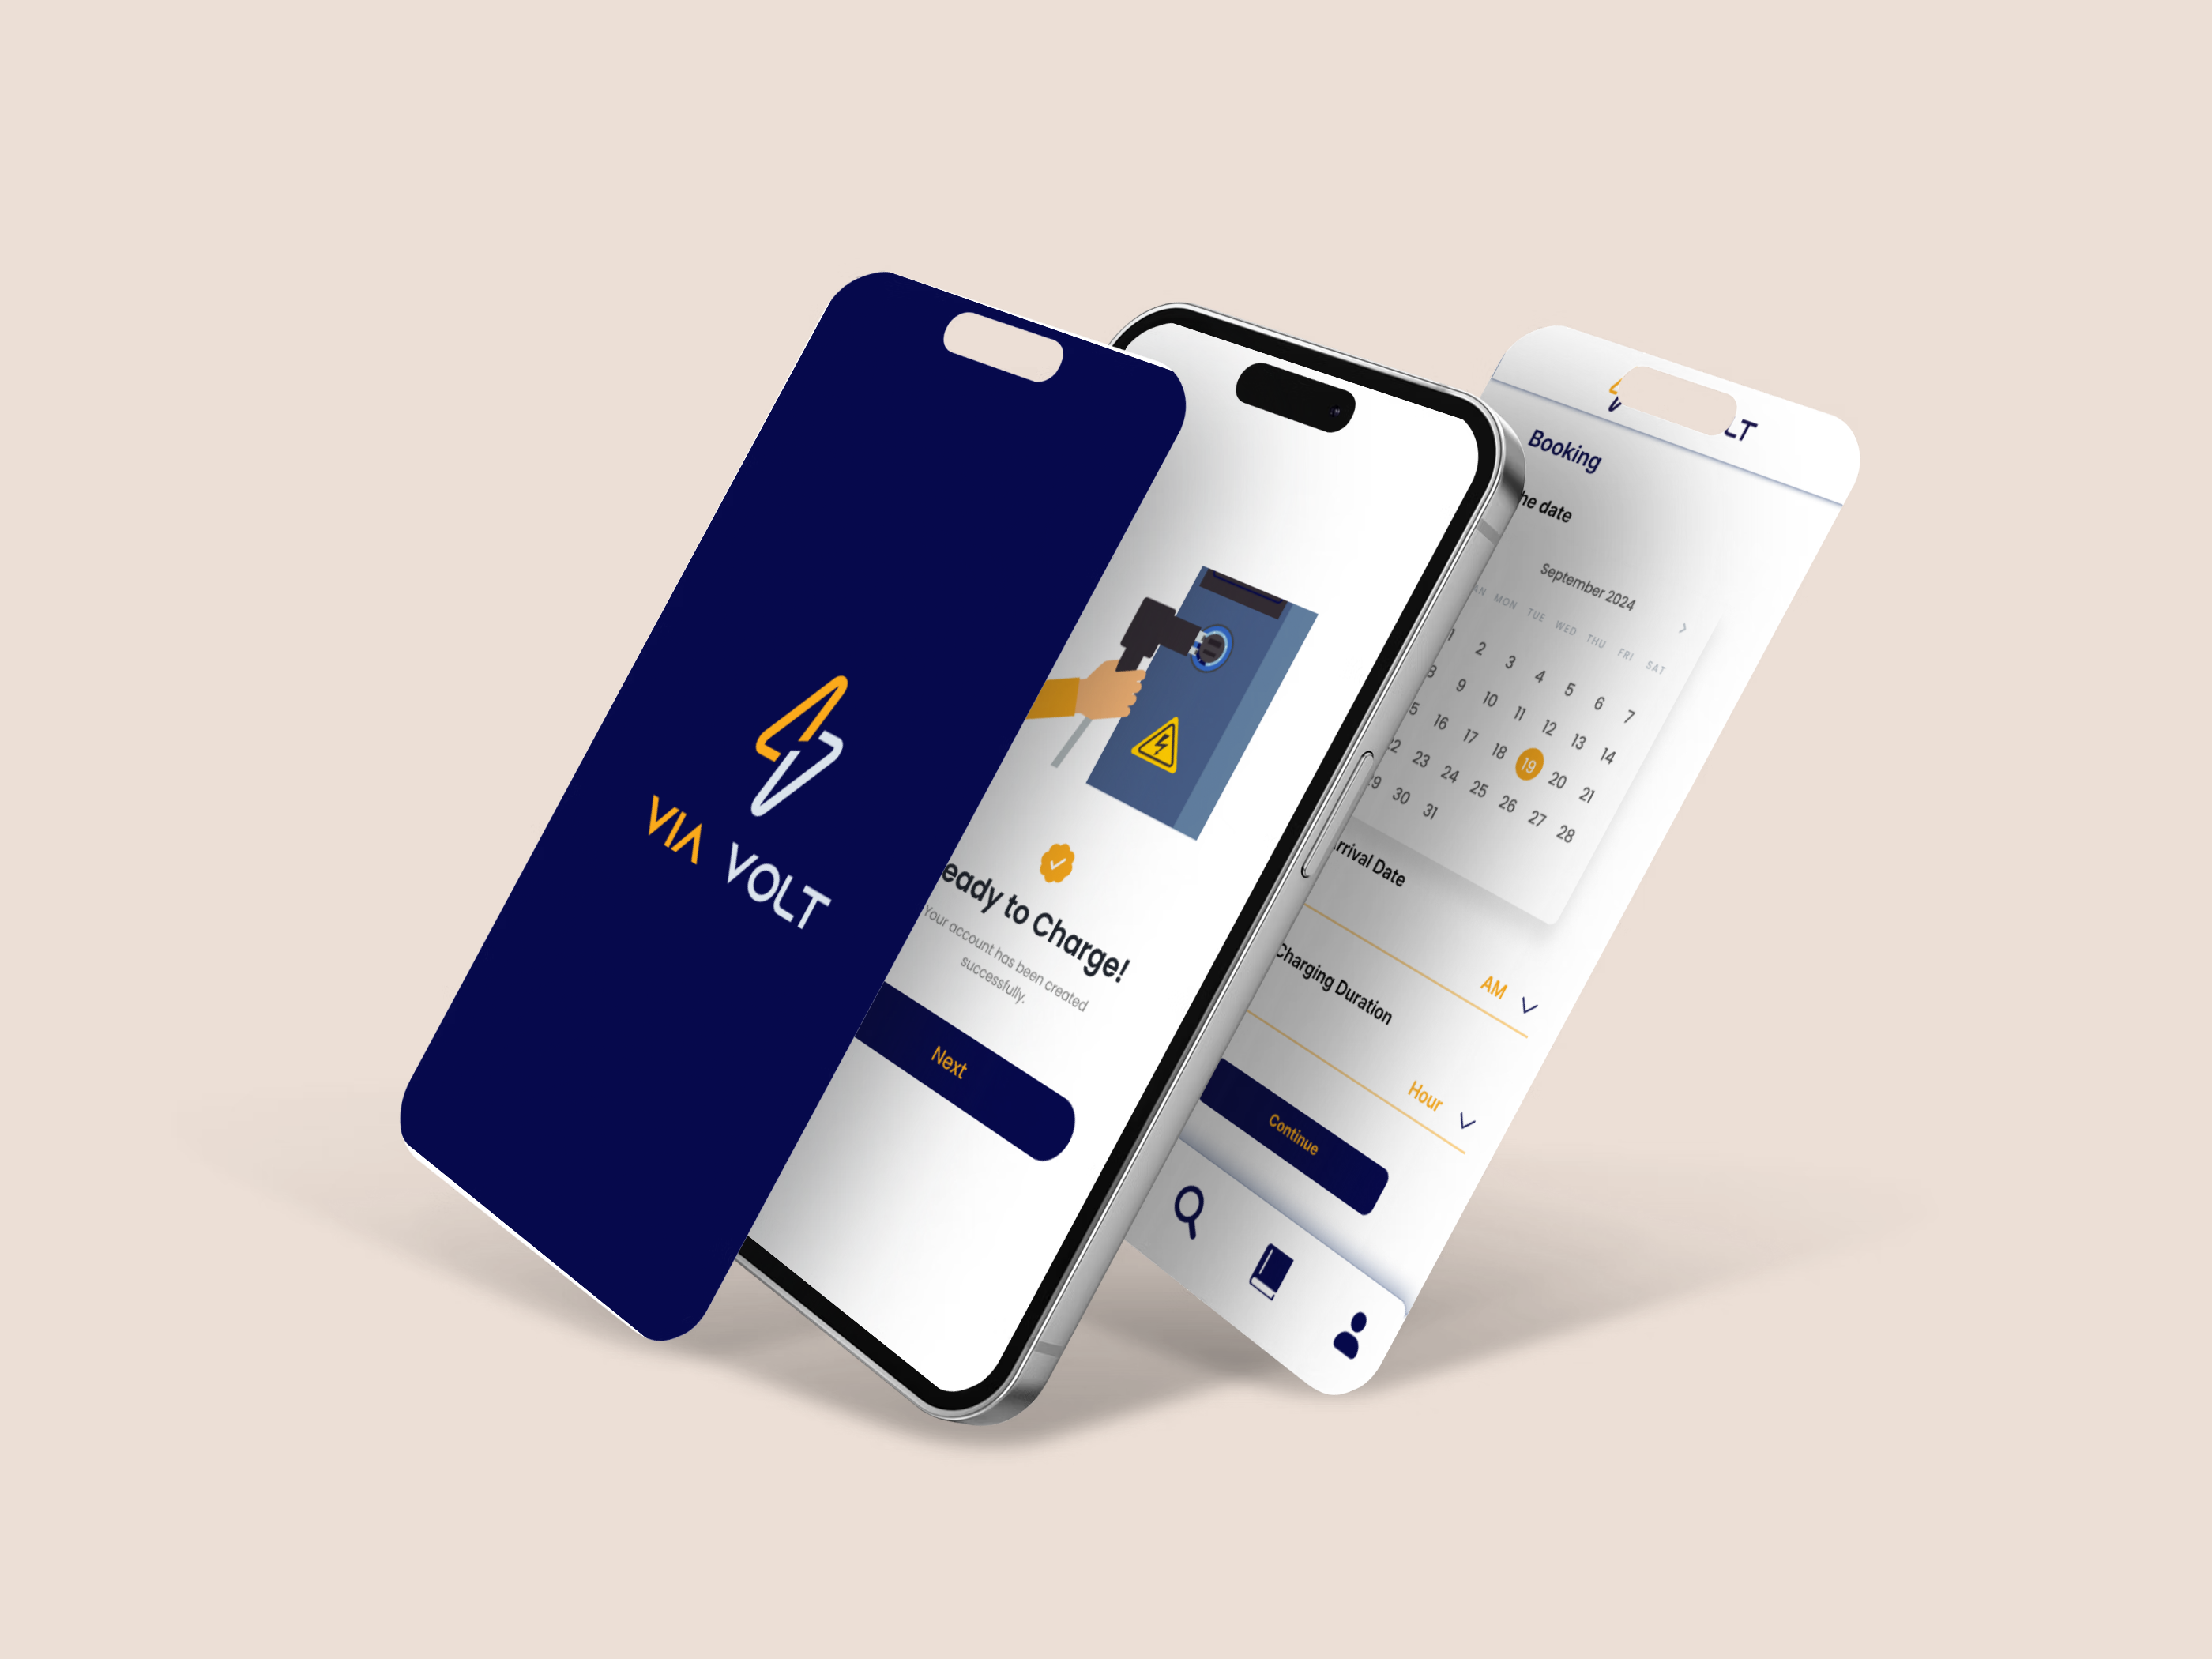 VIA VOLT
eady to Charge!
Your account has been created
successfully.
Next
LT
Booking
he date
September 2024
AN MON TUE WED THU FRI SAT
1 2 3 4 5 6 7
8 9 10 11 12 13 14
5 16 17 18 19 20 21
2 23 24 25 26 27 28
29 30 31
rrival Date
AM
Charging Duration
Hour
Continue